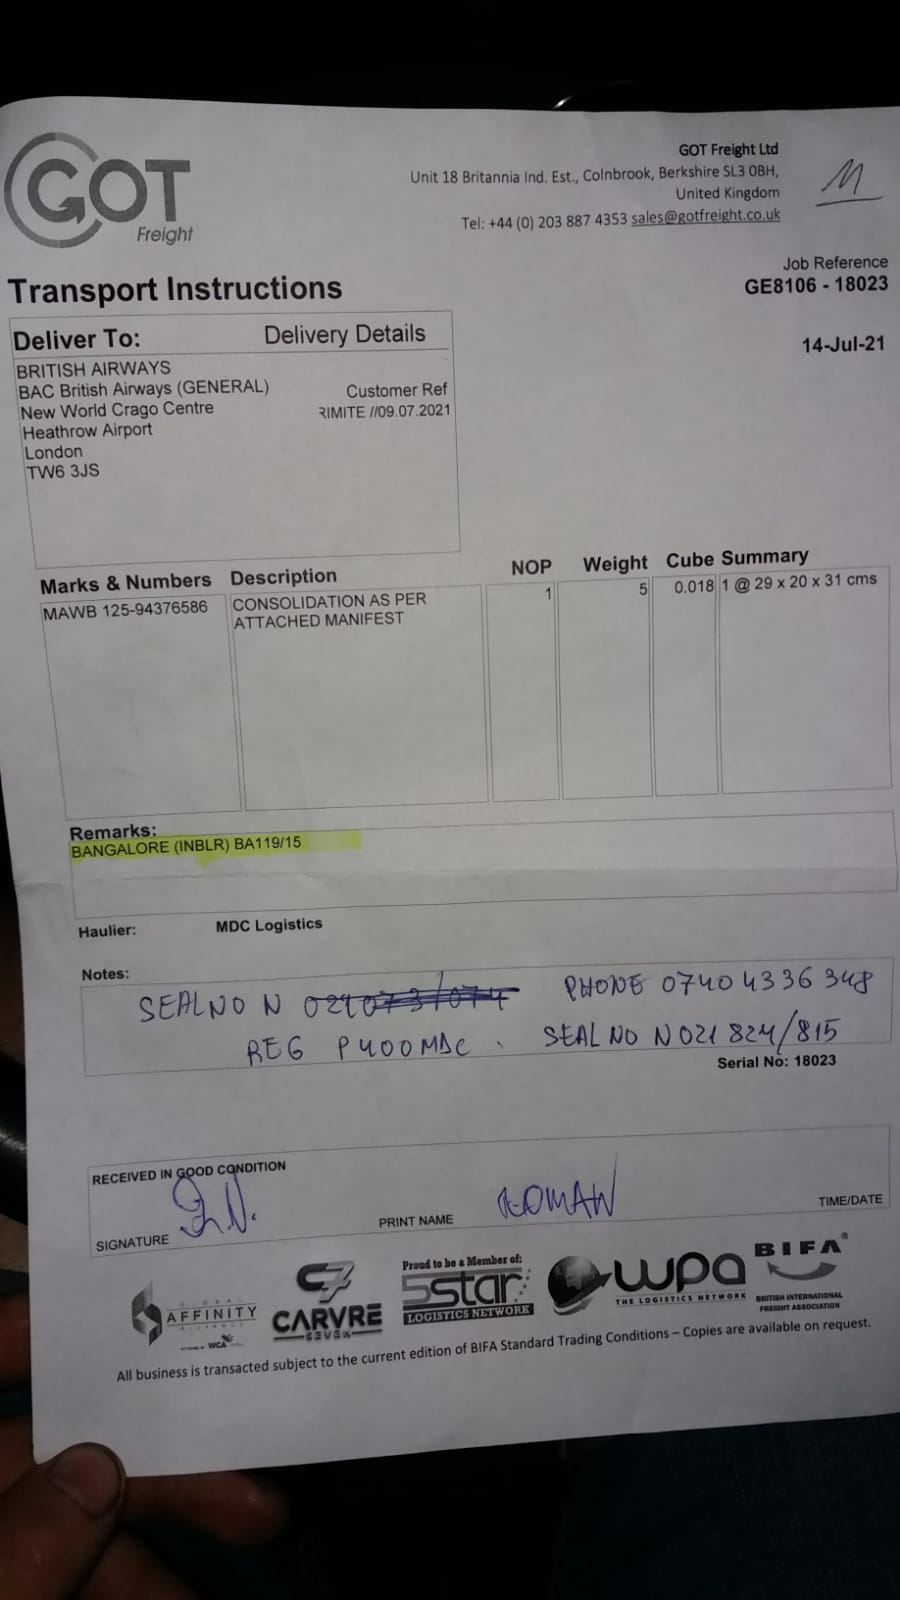 GOT
Freight
GOT Freight Ltd
Unit 18 Britannia Ind. Est., Colnbrook, Berkshire SL3 0BH,
United Kingdom
Tel: +44 (0) 203 887 4353 sales@gotfreight.co.uk
M
Job Reference
GE8106 - 18023
14-Jul-21
Transport Instructions
Deliver To: Delivery Details
BRITISH AIRWAYS
BAC British Airways (GENERAL) Customer Ref
New World Crago Centre RIMITE //09.07.2021
Heathrow Airport
London
TW6 3JS
Marks & Numbers Description NOP Weight Cube Summary
MAWB 125-94376586 CONSOLIDATION AS PER 1 5 0.018 1 @ 29 x 20 x 31 cms
ATTACHED MANIFEST
Remarks:
BANGALORE (INBLR) BA119/15
Haulier: MDC Logistics
Notes:
SEAL NO N PHONE 07404336348
REG P400MDC . SEAL NO N021 824/815
Serial No: 18023
RECEIVED IN GOOD CONDITION
SIGNATURE PRINT NAME ROMAN TIME/DATE
AFFINITY
WCA
C7
CARVRE
SEVEN
Proud to be a Member of:
5star
LOGISTICS NETWORK
wpa
THE LOGISTICS NETWORK
BIFA®
BRITISH INTERNATIONAL
FREIGHT ASSOCIATION
All business is transacted subject to the current edition of BIFA Standard Trading Conditions – Copies are available on request.